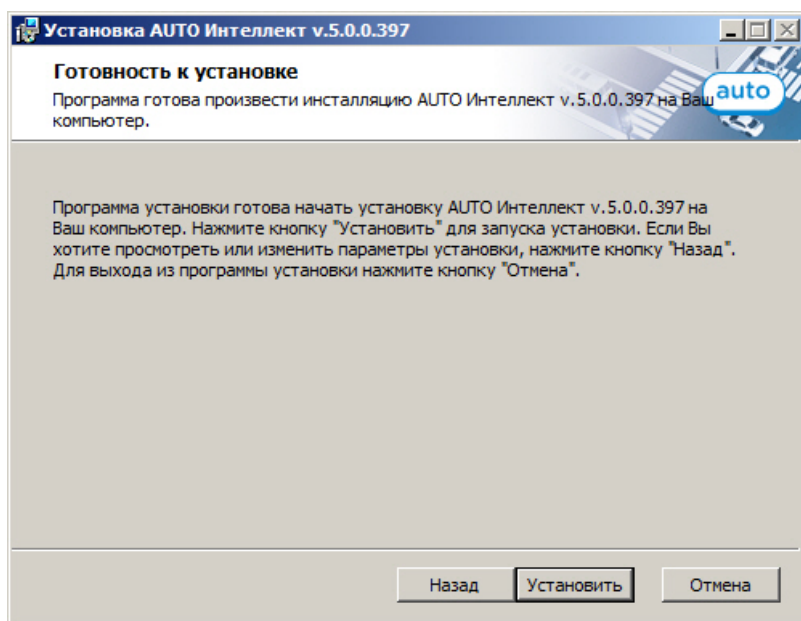 Установка AUTO Интеллект v.5.0.0.397
Готовность к установке
Программа готова произвести инсталляцию AUTO Интеллект v.5.0.0.397 на Ваш
компьютер.
auto
Программа установки готова начать установку AUTO Интеллект v.5.0.0.397 на
Ваш компьютер. Нажмите кнопку "Установить" для запуска установки. Если Вы
хотите просмотреть или изменить параметры установки, нажмите кнопку "Назад".
Для выхода из программы установки нажмите кнопку "Отмена".
Назад Установить Отмена